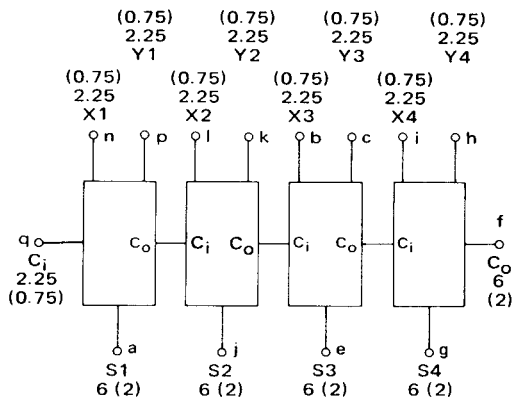 (0.75) (0.75) (0.75) (0.75)
2.25 2.25 2.25 2.25
Y1 Y2 Y3 Y4
(0.75) (0.75) (0.75) (0.75)
2.25 2.25 2.25 2.25
X1 X2 X3 X4
n p l k b c i h
q Co Ci Co Ci Co Ci f
Ci Co
2.25 6
(0.75) (2)
a j e g
S1 S2 S3 S4
6 (2) 6 (2) 6 (2) 6 (2)